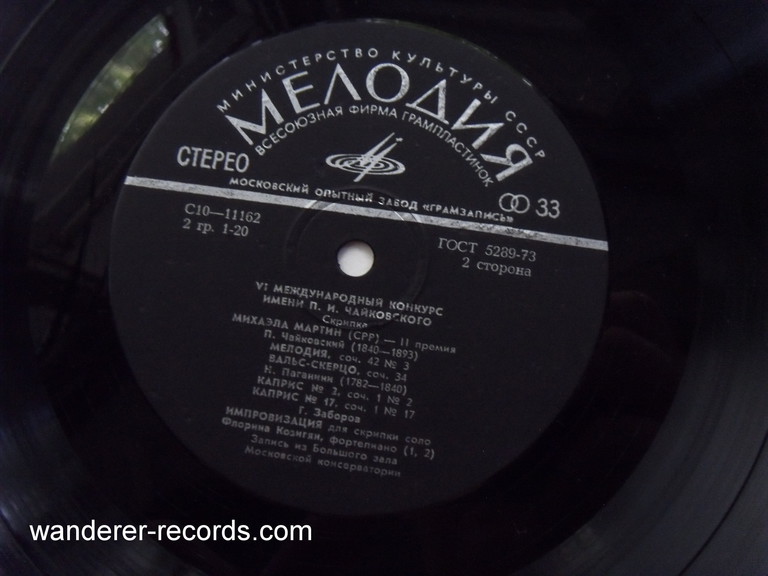 МИНИСТЕРСТВО КУЛЬТУРЫ СССР
МЕЛОДИЯ
ВСЕСОЮЗНАЯ ФИРМА ГРАМПЛАСТИНОК
СТЕРЕО
33
МОСКОВСКИЙ ОПЫТНЫЙ ЗАВОД «ГРАМЗАПИСЬ»
С10—11162
2 гр. 1-20
ГОСТ 5289-73
2 сторона
VI МЕЖДУНАРОДНЫЙ КОНКУРС
ИМЕНИ П. И. ЧАЙКОВСКОГО
Скрипка
МИХАЭЛА МАРТИН (СРР) — II премия
П. Чайковский (1840—1893)
МЕЛОДИЯ, соч. 42 № 3
ВАЛЬС-СКЕРЦО, соч. 34
Н. Паганини (1782—1840)
КАПРИС № 2, соч. 1 № 2
КАПРИС № 17, соч. 1 № 17
Г. Заборов
ИМПРОВИЗАЦИЯ для скрипки соло
Флорина Козигян, фортепиано (1, 2)
Запись из Большого зала
Московской консерватории
wanderer-records.com